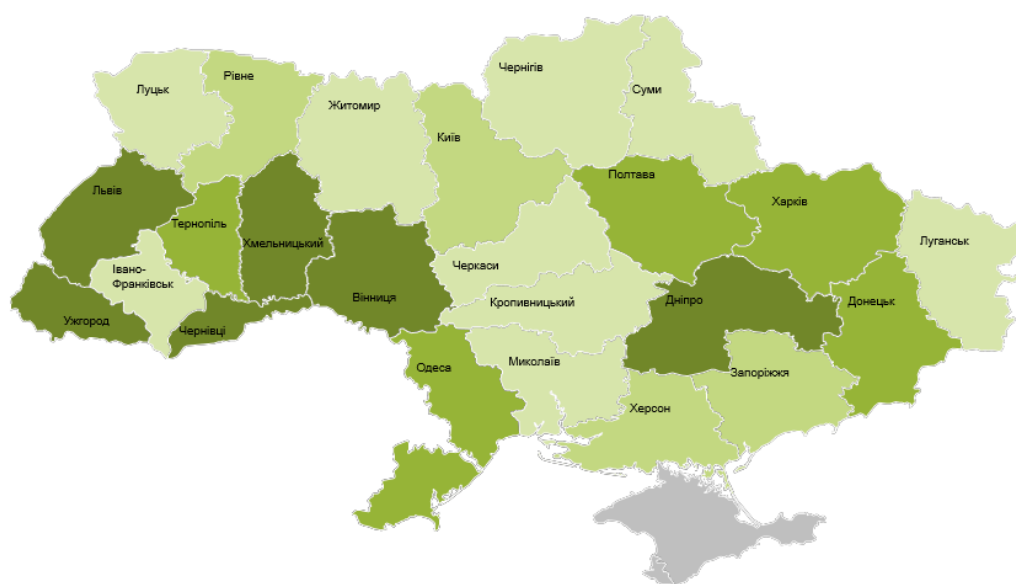 Чернігів
Рівне
Луцьк
Суми
Житомир
Київ
Полтава
Львів
Харків
Тернопіль
Хмельницький
Луганськ
Черкаси
Івано-
Франківськ
Вінниця
Кропивницький
Дніпро
Донецьк
Ужгород
Чернівці
Миколаїв
Одеса
Запоріжжя
Херсон